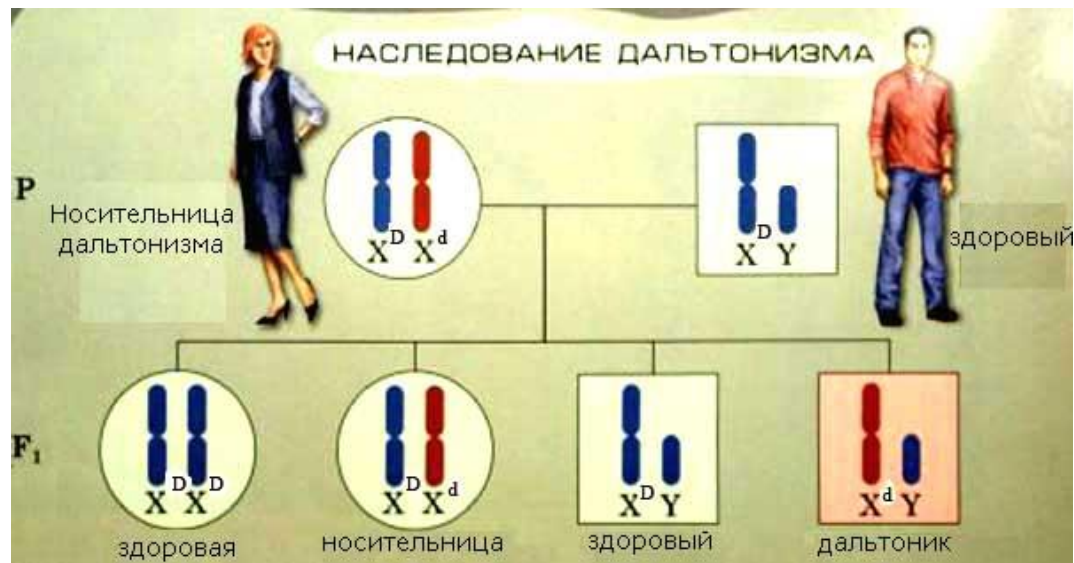 НАСЛЕДОВАНИЕ ДАЛЬТОНИЗМА
P
Носительница
дальтонизма
X^D X^d
X^D Y
здоровый
F₁
X^D X^D
X^D X^d
X^D Y
X^d Y
здоровая
носительница
здоровый
дальтоник